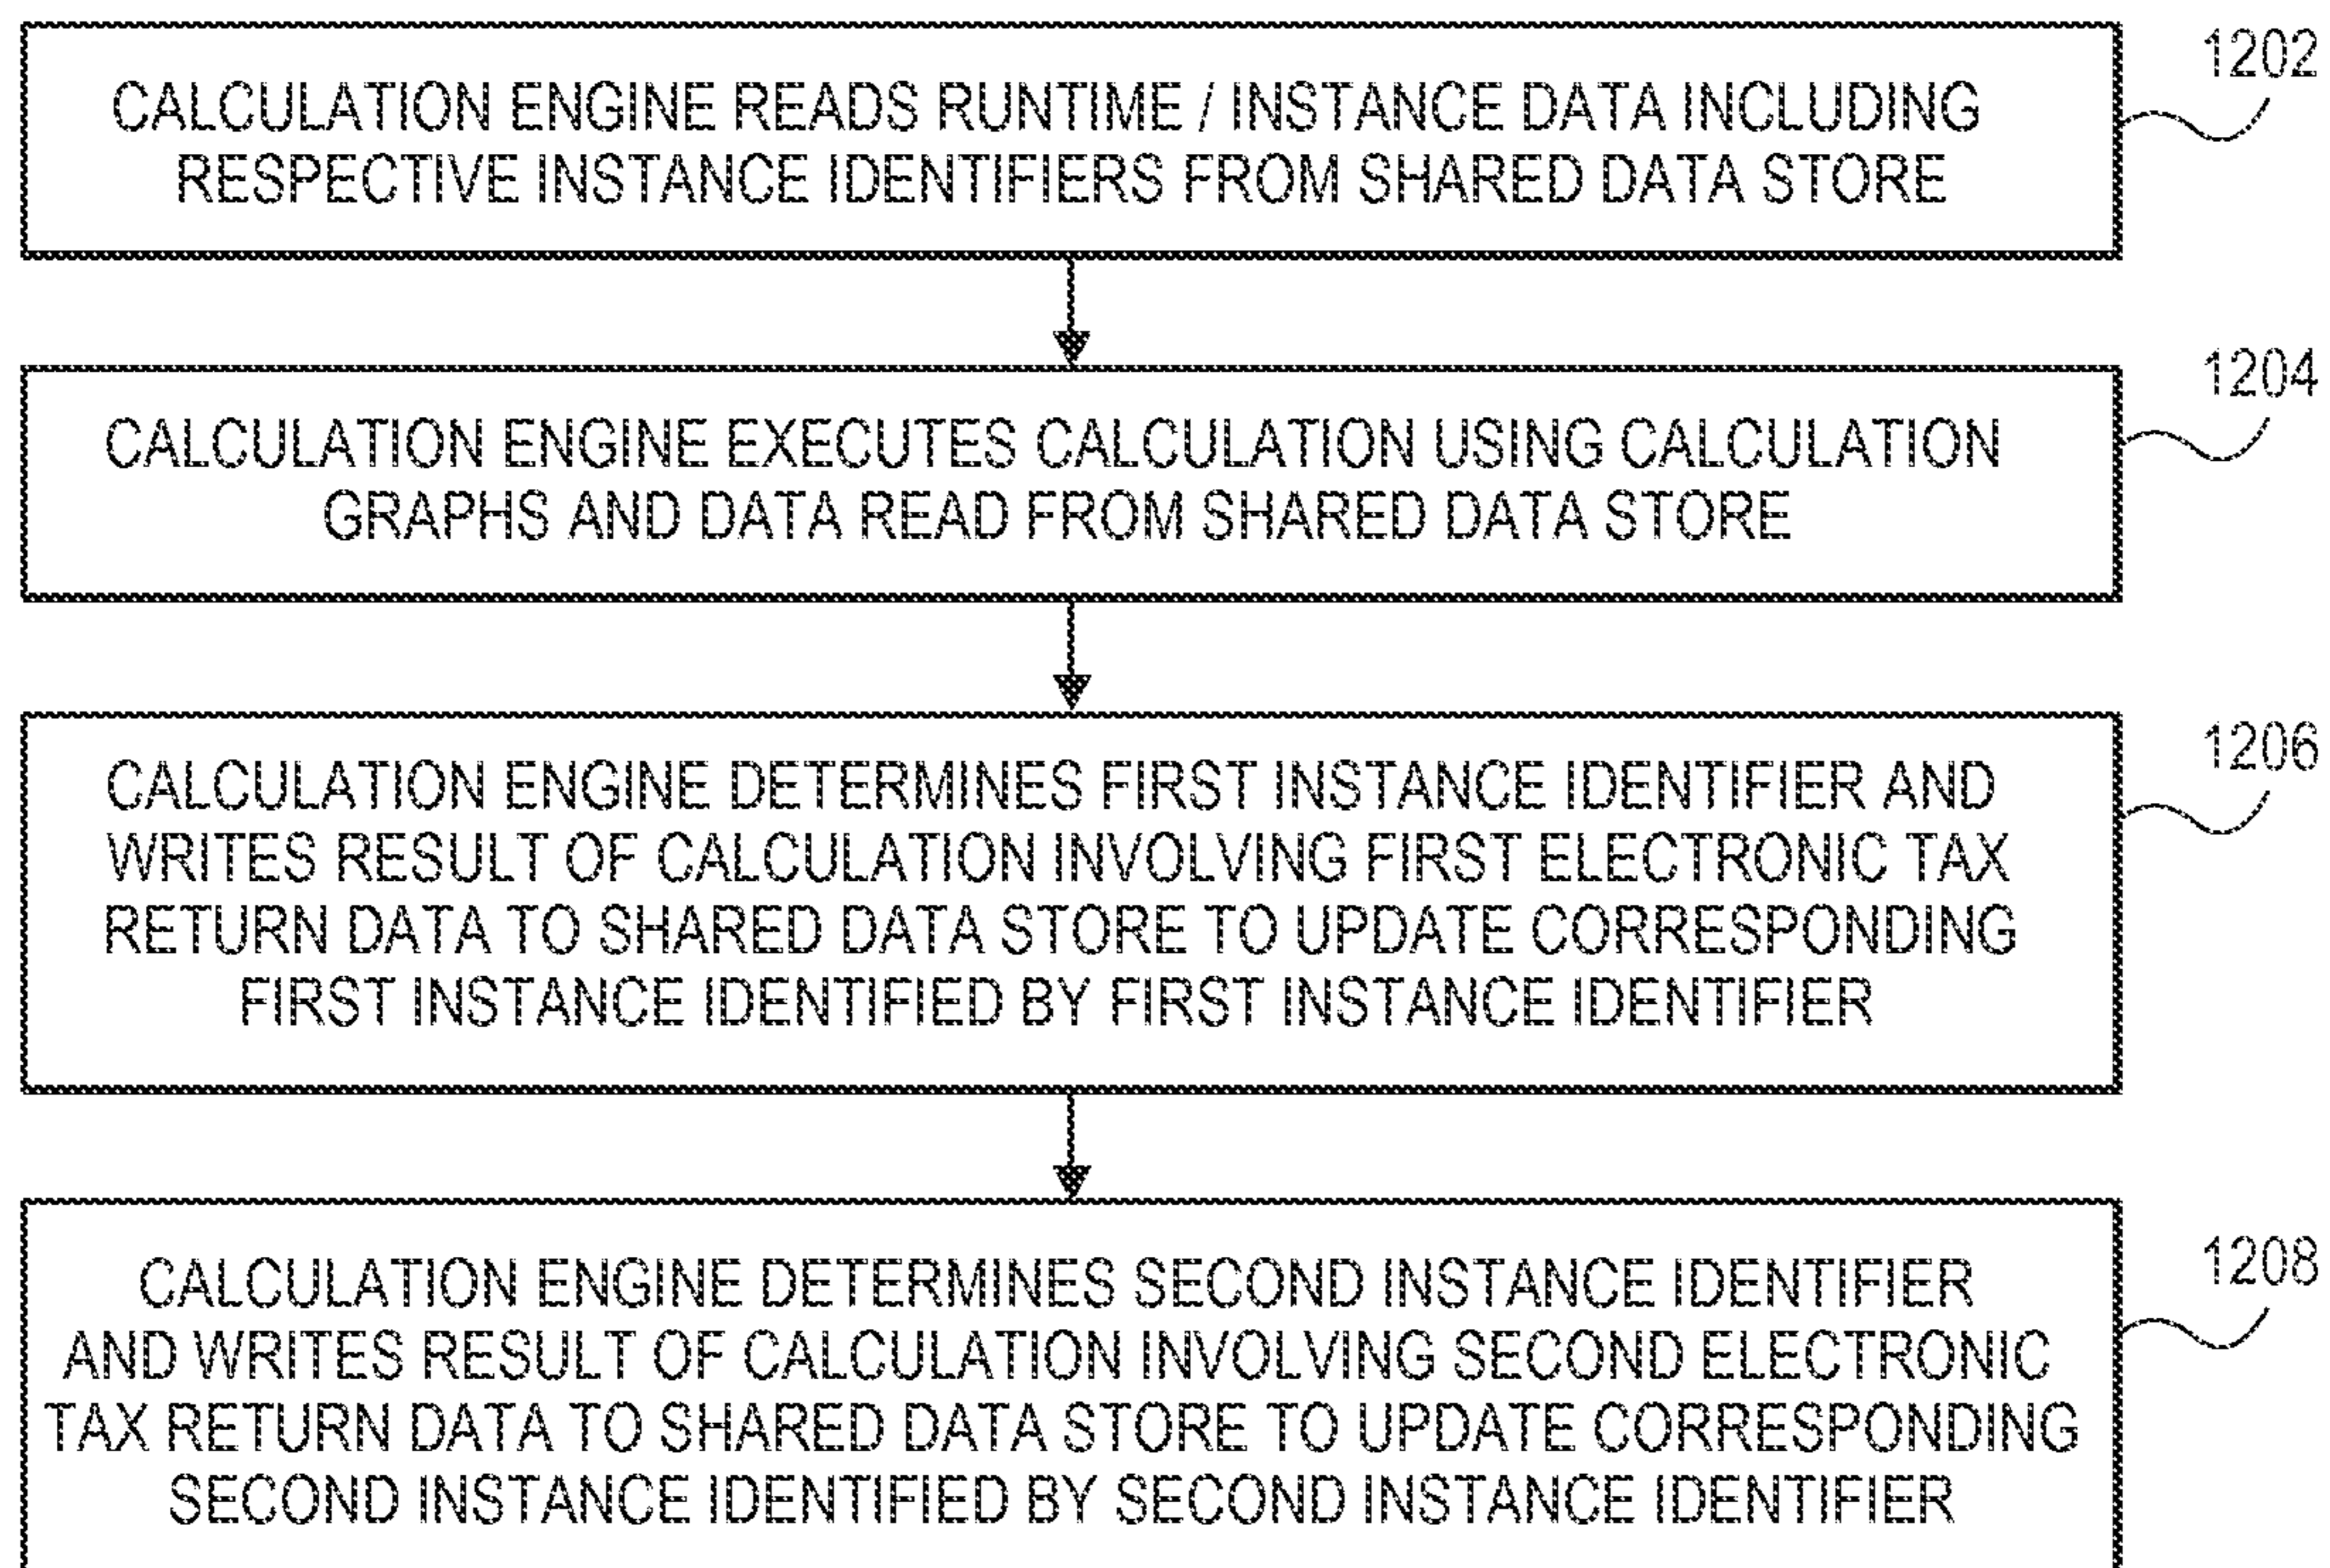 CALCULATION ENGINE READS RUNTIME / INSTANCE DATA INCLUDING
RESPECTIVE INSTANCE IDENTIFIERS FROM SHARED DATA STORE
1202
CALCULATION ENGINE EXECUTES CALCULATION USING CALCULATION
GRAPHS AND DATA READ FROM SHARED DATA STORE
1204
CALCULATION ENGINE DETERMINES FIRST INSTANCE IDENTIFIER AND
WRITES RESULT OF CALCULATION INVOLVING FIRST ELECTRONIC TAX
RETURN DATA TO SHARED DATA STORE TO UPDATE CORRESPONDING
FIRST INSTANCE IDENTIFIED BY FIRST INSTANCE IDENTIFIER
1206
CALCULATION ENGINE DETERMINES SECOND INSTANCE IDENTIFIER
AND WRITES RESULT OF CALCULATION INVOLVING SECOND ELECTRONIC
TAX RETURN DATA TO SHARED DATA STORE TO UPDATE CORRESPONDING
SECOND INSTANCE IDENTIFIED BY SECOND INSTANCE IDENTIFIER
1208